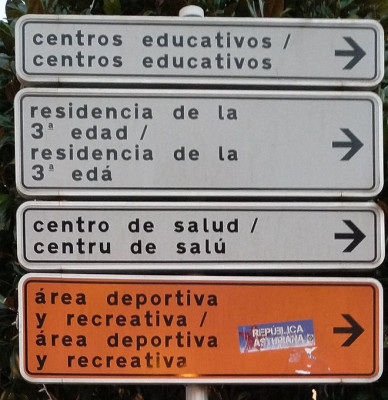 centros educativos /
centros educativos
residencia de la
3ª edad /
residencia de la
3ª edá
centro de salud /
centru de salú
área deportiva
y recreativa /
área deportiva
y recreativa
REPÚBLICA
ASTURIANA